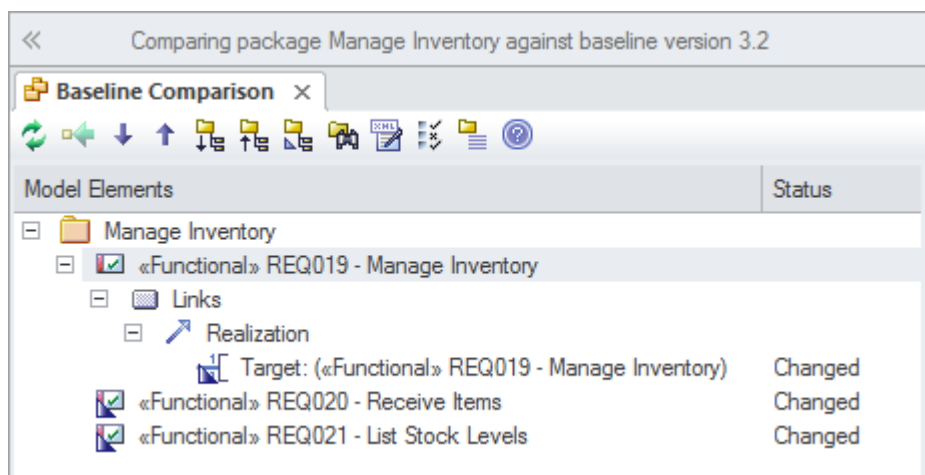 Comparing package Manage Inventory against baseline version 3.2
Baseline Comparison
Model Elements Status
Manage Inventory
«Functional» REQ019 - Manage Inventory
Links
Realization
Target: («Functional» REQ019 - Manage Inventory) Changed
«Functional» REQ020 - Receive Items Changed
«Functional» REQ021 - List Stock Levels Changed